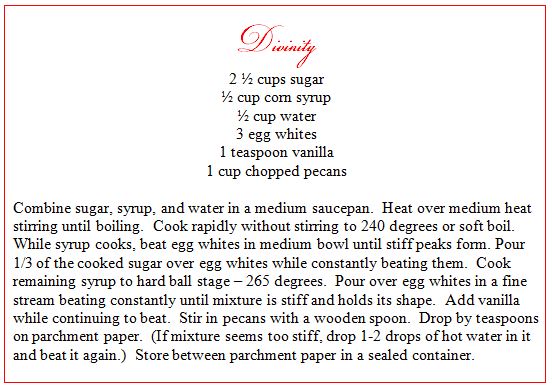 Divinity
2 ½ cups sugar
½ cup corn syrup
½ cup water
3 egg whites
1 teaspoon vanilla
1 cup chopped pecans
Combine sugar, syrup, and water in a medium saucepan.  Heat over medium heat
stirring until boiling.  Cook rapidly without stirring to 240 degrees or soft boil.
While syrup cooks, beat egg whites in medium bowl until stiff peaks form. Pour
1/3 of the cooked sugar over egg whites while constantly beating them.  Cook
remaining syrup to hard ball stage – 265 degrees.  Pour over egg whites in a fine
stream beating constantly until mixture is stiff and holds its shape.  Add vanilla
while continuing to beat.  Stir in pecans with a wooden spoon.  Drop by teaspoons
on parchment paper.  (If mixture seems too stiff, drop 1-2 drops of hot water in it
and beat it again.)  Store between parchment paper in a sealed container.